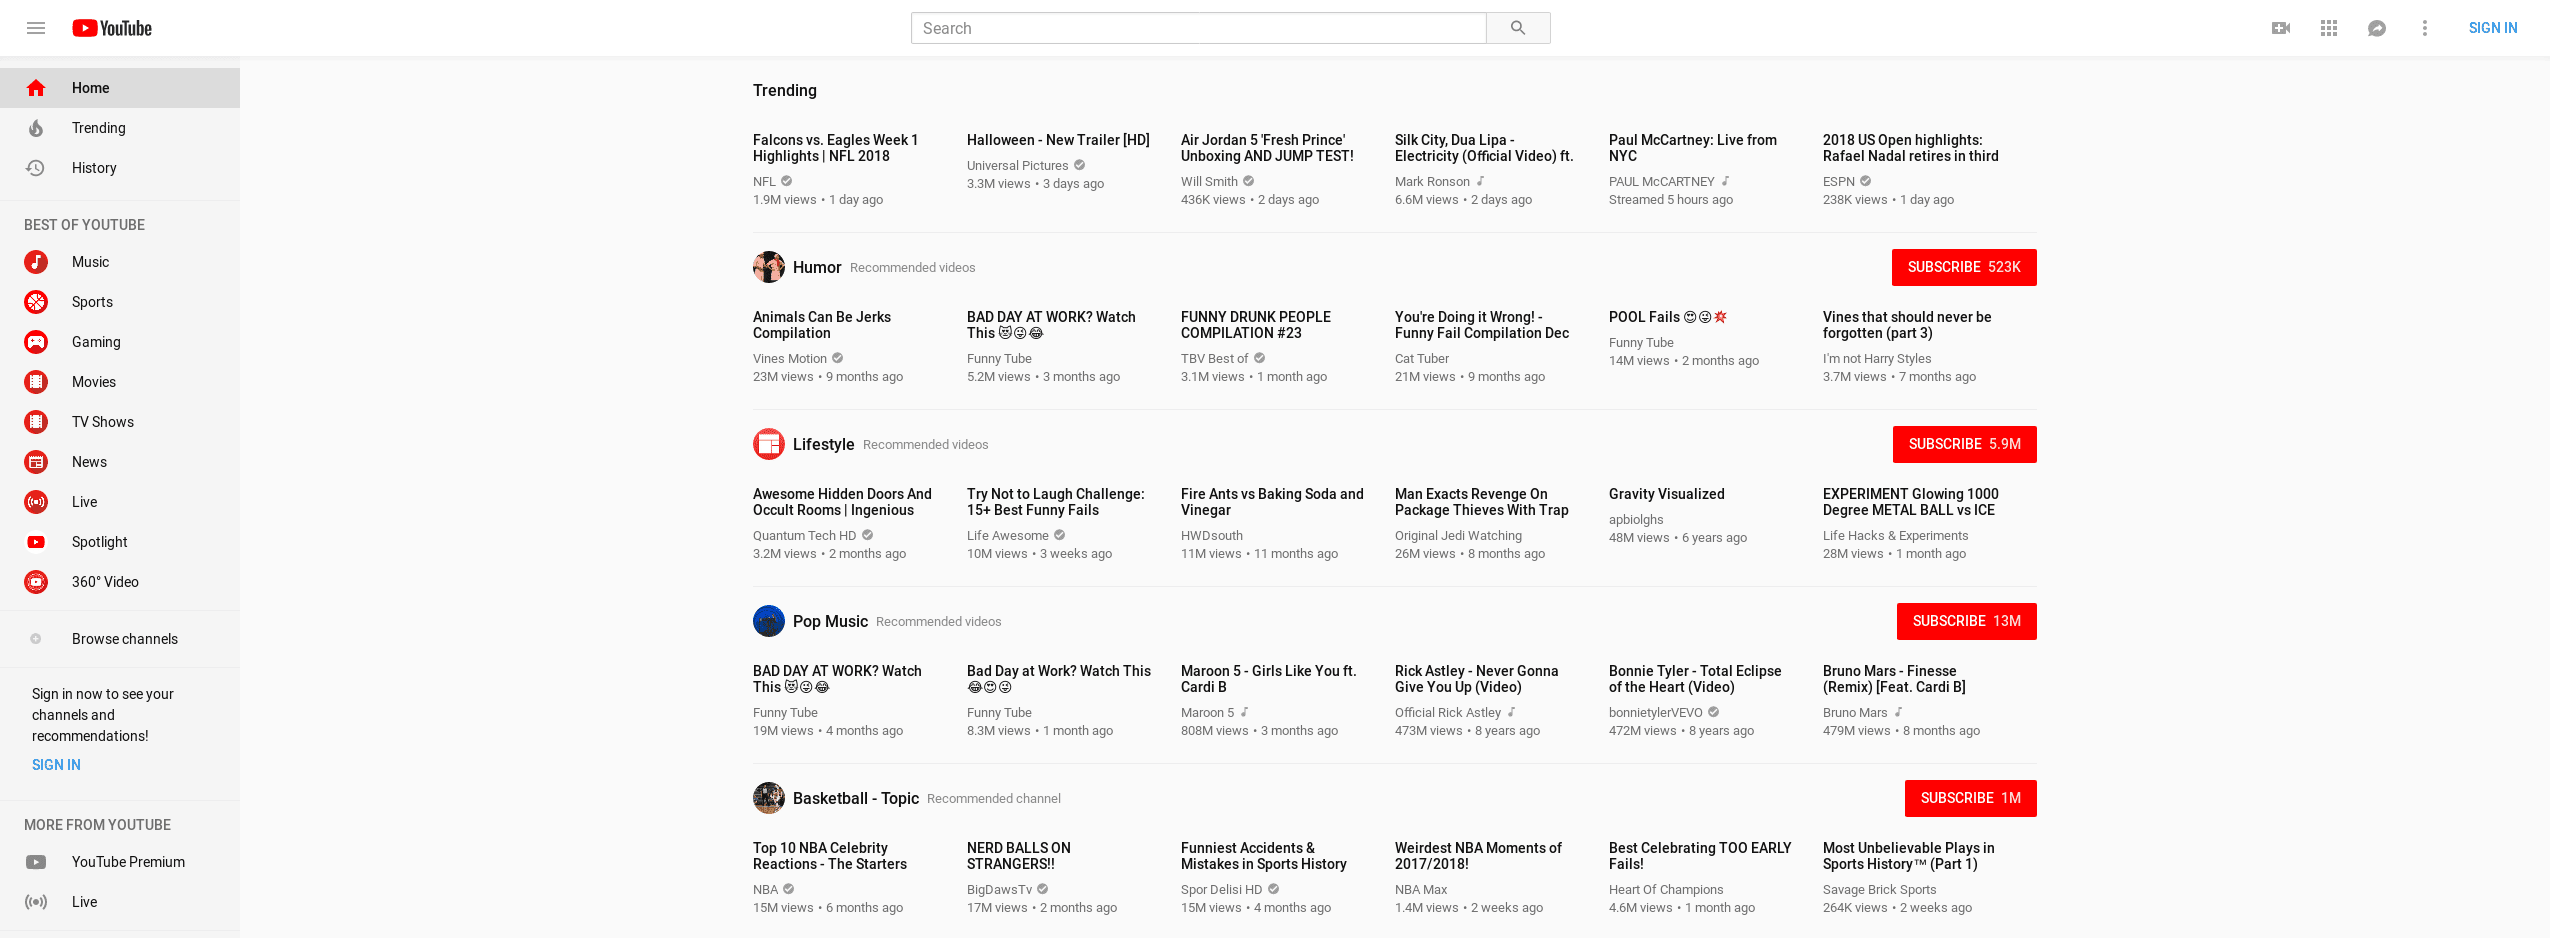 YouTube
Search
SIGN IN
Home
Trending
History
BEST OF YOUTUBE
Music
Sports
Gaming
Movies
TV Shows
News
Live
Spotlight
360° Video
Browse channels
Sign in now to see your
channels and
recommendations!
SIGN IN
MORE FROM YOUTUBE
YouTube Premium
Live
Trending
Falcons vs. Eagles Week 1
Highlights | NFL 2018
NFL
1.9M views • 1 day ago
Halloween - New Trailer [HD]
Universal Pictures
3.3M views • 3 days ago
Air Jordan 5 'Fresh Prince'
Unboxing AND JUMP TEST!
Will Smith
436K views • 2 days ago
Silk City, Dua Lipa -
Electricity (Official Video) ft.
Mark Ronson
6.6M views • 2 days ago
Paul McCartney: Live from
NYC
PAUL McCARTNEY
Streamed 5 hours ago
2018 US Open highlights:
Rafael Nadal retires in third
ESPN
238K views • 1 day ago
Humor Recommended videos
SUBSCRIBE 523K
Animals Can Be Jerks
Compilation
Vines Motion
23M views • 9 months ago
BAD DAY AT WORK? Watch
This 😻😜😂
Funny Tube
5.2M views • 3 months ago
FUNNY DRUNK PEOPLE
COMPILATION #23
TBV Best of
3.1M views • 1 month ago
You're Doing it Wrong! -
Funny Fail Compilation Dec
Cat Tuber
21M views • 9 months ago
POOL Fails 😍😜💥
Funny Tube
14M views • 2 months ago
Vines that should never be
forgotten (part 3)
I'm not Harry Styles
3.7M views • 7 months ago
Lifestyle Recommended videos
SUBSCRIBE 5.9M
Awesome Hidden Doors And
Occult Rooms | Ingenious
Quantum Tech HD
3.2M views • 2 months ago
Try Not to Laugh Challenge:
15+ Best Funny Fails
Life Awesome
10M views • 3 weeks ago
Fire Ants vs Baking Soda and
Vinegar
HWDsouth
11M views • 11 months ago
Man Exacts Revenge On
Package Thieves With Trap
Original Jedi Watching
26M views • 8 months ago
Gravity Visualized
apbiolghs
48M views • 6 years ago
EXPERIMENT Glowing 1000
Degree METAL BALL vs ICE
Life Hacks & Experiments
28M views • 1 month ago
Pop Music Recommended videos
SUBSCRIBE 13M
BAD DAY AT WORK? Watch
This 😻😜😂
Funny Tube
19M views • 4 months ago
Bad Day at Work? Watch This
😂😍😜
Funny Tube
8.3M views • 1 month ago
Maroon 5 - Girls Like You ft.
Cardi B
Maroon 5
808M views • 3 months ago
Rick Astley - Never Gonna
Give You Up (Video)
Official Rick Astley
473M views • 8 years ago
Bonnie Tyler - Total Eclipse
of the Heart (Video)
bonnietylerVEVO
472M views • 8 years ago
Bruno Mars - Finesse
(Remix) [Feat. Cardi B]
Bruno Mars
479M views • 8 months ago
Basketball - Topic Recommended channel
SUBSCRIBE 1M
Top 10 NBA Celebrity
Reactions - The Starters
NBA
15M views • 6 months ago
NERD BALLS ON
STRANGERS!!
BigDawsTv
17M views • 2 months ago
Funniest Accidents &
Mistakes in Sports History
Spor Delisi HD
15M views • 4 months ago
Weirdest NBA Moments of
2017/2018!
NBA Max
1.4M views • 2 weeks ago
Best Celebrating TOO EARLY
Fails!
Heart Of Champions
4.6M views • 1 month ago
Most Unbelievable Plays in
Sports History™ (Part 1)
Savage Brick Sports
264K views • 2 weeks ago